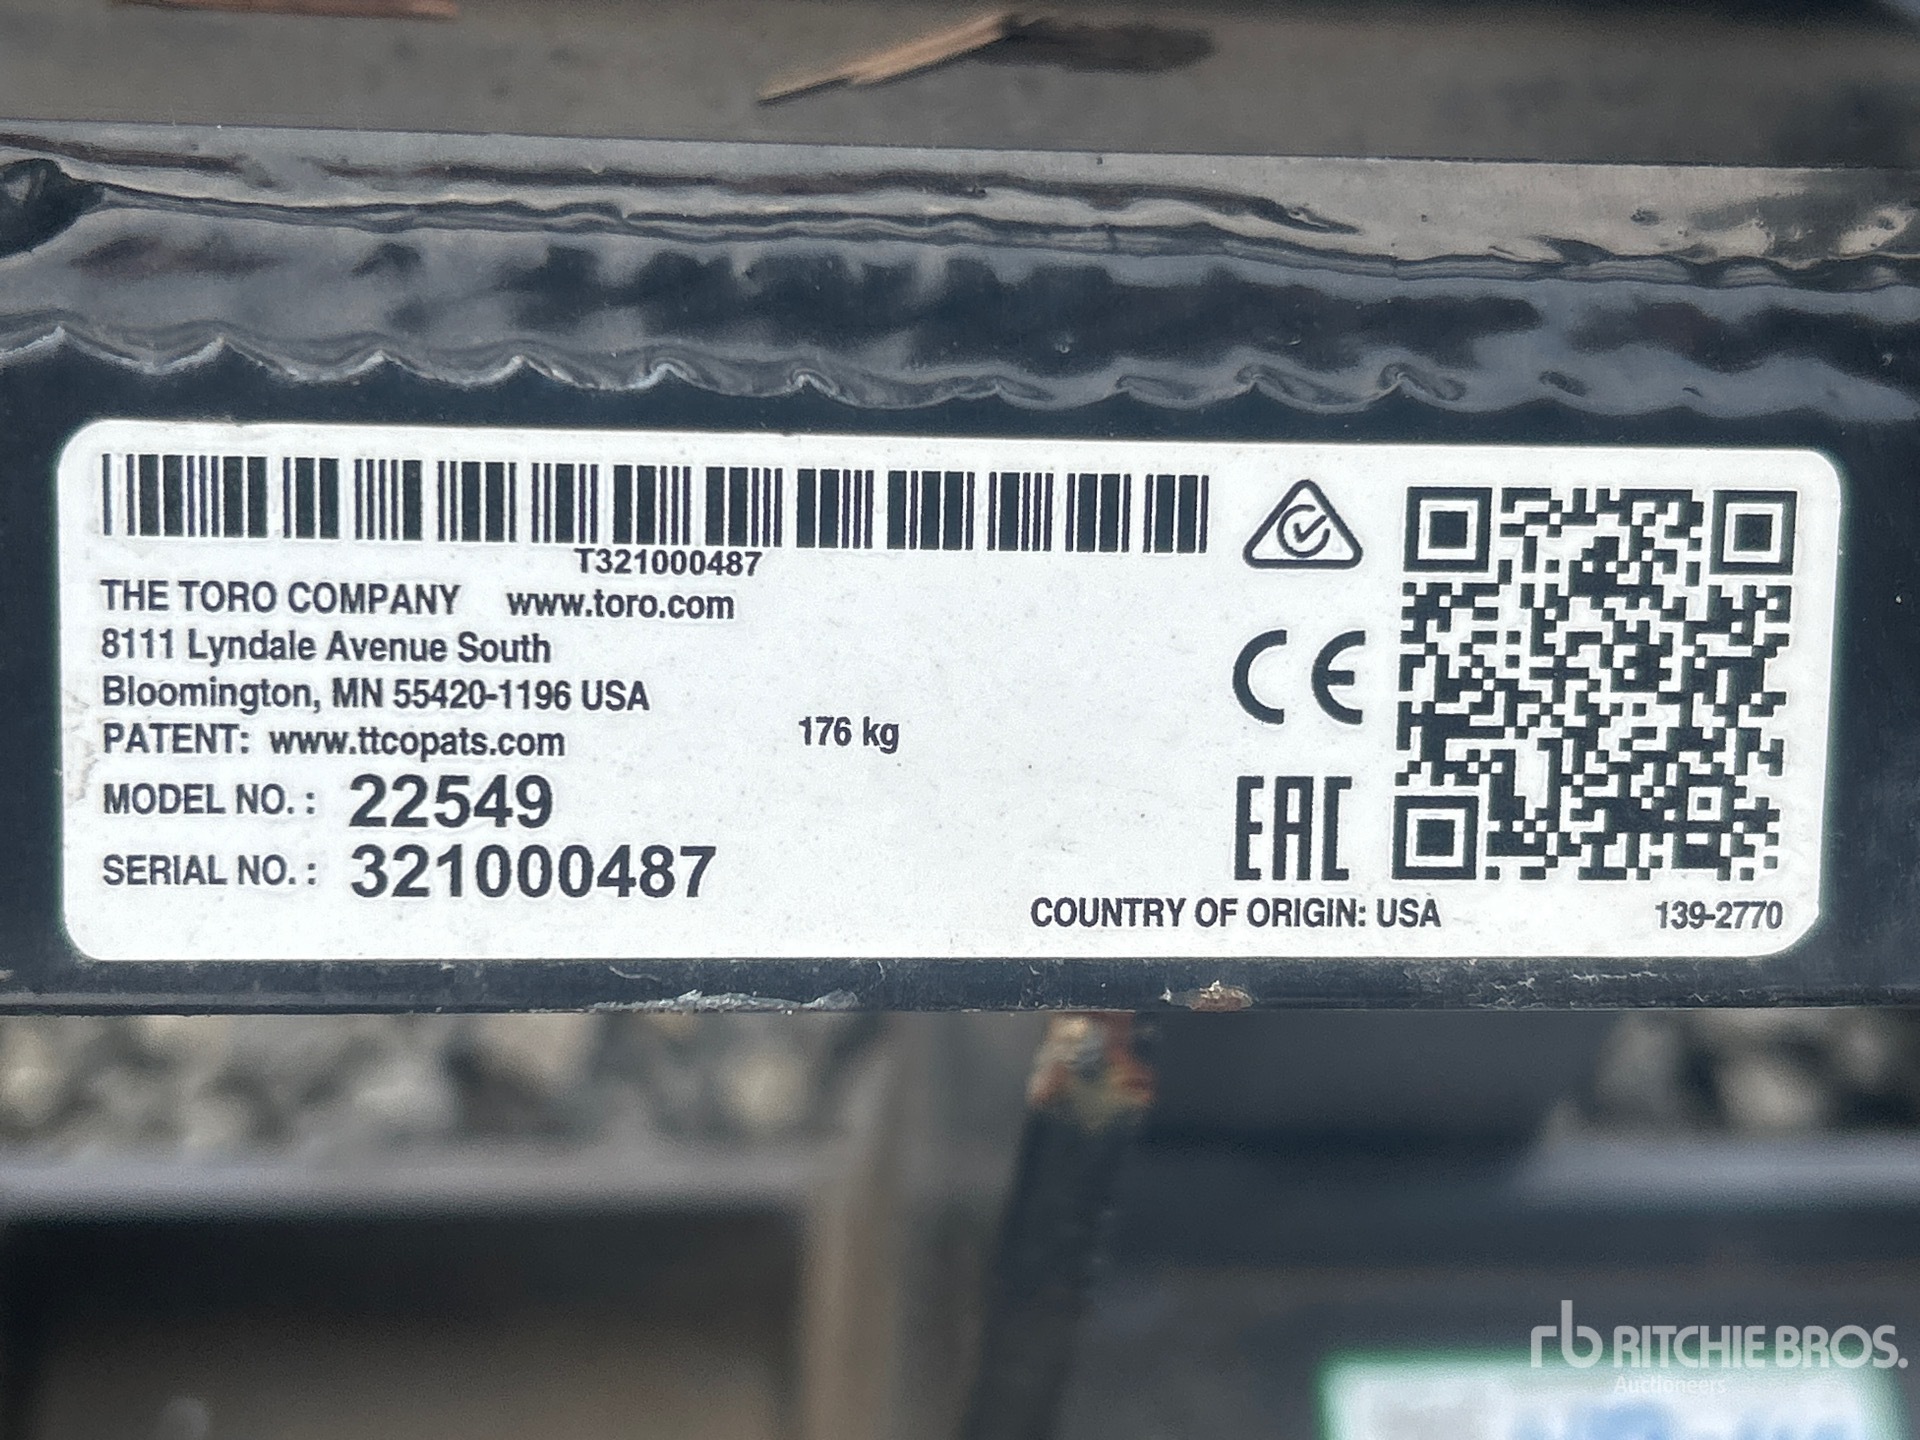 T321000487
THE TORO COMPANY www.toro.com
8111 Lyndale Avenue South
Bloomington, MN 55420-1196 USA
PATENT: www.ttcopats.com
176 kg
MODEL NO. : 22549
SERIAL NO. : 321000487
CE
EAC
COUNTRY OF ORIGIN: USA
139-2770
rb RITCHIE BROS.
Auctioneers